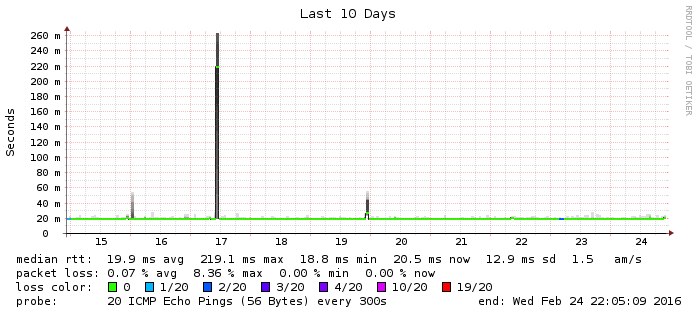 Last 10 Days
RRDTOOL / TOBI OETIKER
Seconds
260 m
240 m
220 m
200 m
180 m
160 m
140 m
120 m
100 m
80 m
60 m
40 m
20 m
0
15 16 17 18 19 20 21 22 23 24
median rtt: 19.9 ms avg 219.1 ms max 18.8 ms min 20.5 ms now 12.9 ms sd 1.5 am/s
packet loss: 0.07 % avg 8.36 % max 0.00 % min 0.00 % now
loss color: 0 1/20 2/20 3/20 4/20 10/20 19/20
probe: 20 ICMP Echo Pings (56 Bytes) every 300s end: Wed Feb 24 22:05:09 2016